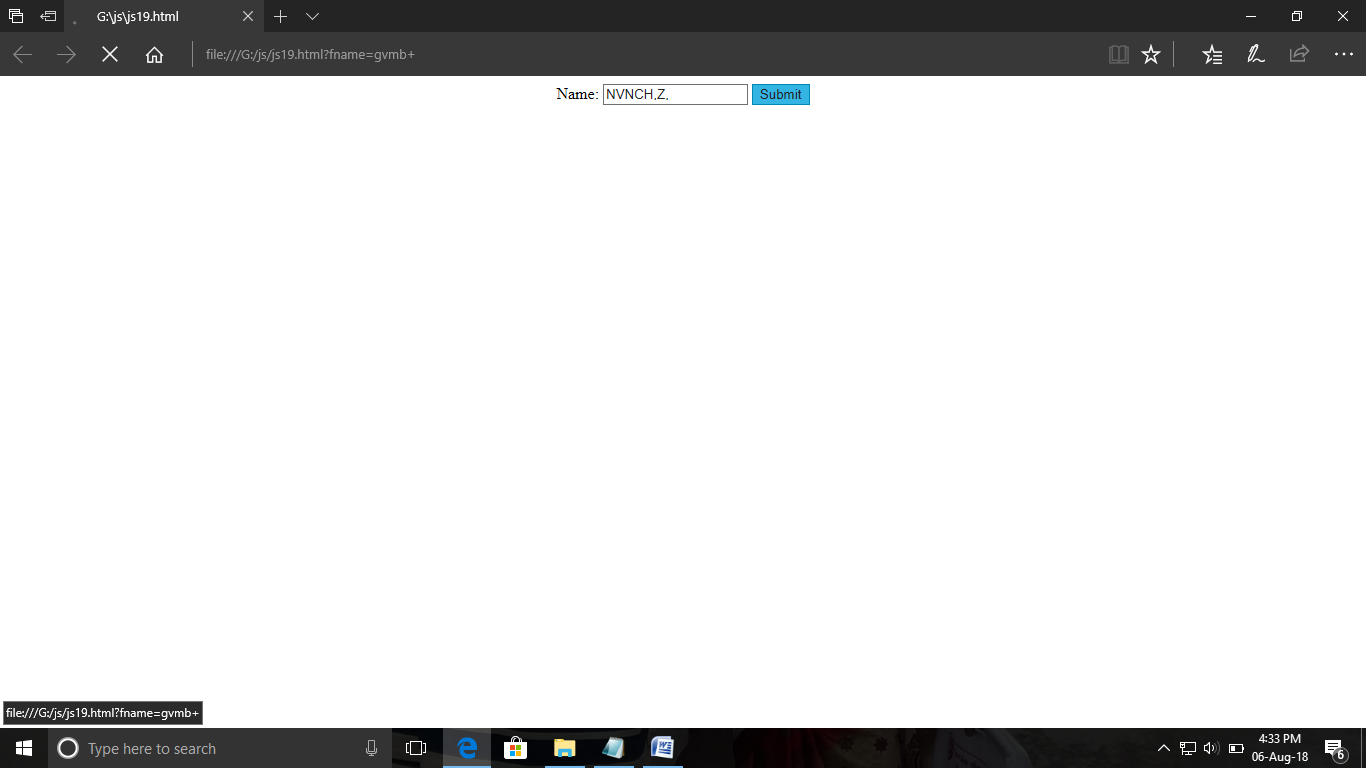 G:\js\js19.html
file:///G:/js/js19.html?fname=gvmb+
Name: NVNCH,Z, Submit
file:///G:/js/js19.html?fname=gvmb+
Type here to search
4:33 PM
06-Aug-18
6